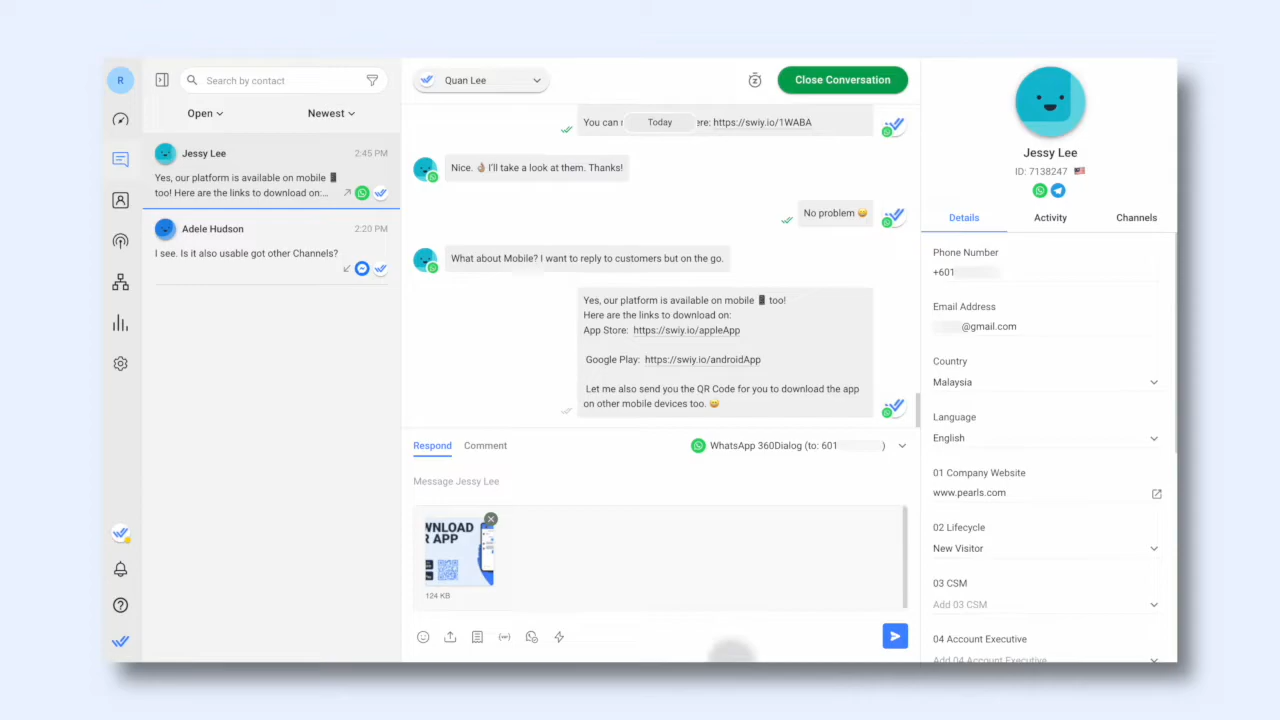 R
Search by contact
Open
Newest
Jessy Lee
2:45 PM
Yes, our platform is available on mobile 📱
too! Here are the links to download on:...
Adele Hudson
2:20 PM
I see. Is it also usable got other Channels?
Quan Lee
Close Conversation
You can
Today
ere: https://swiy.io/1WABA
Nice. 👌🏼 I'll take a look at them. Thanks!
No problem 😄
What about Mobile? I want to reply to customers but on the go.
Yes, our platform is available on mobile 📱 too!
Here are the links to download on:
App Store: https://swiy.io/appleApp
Google Play: https://swiy.io/androidApp
Let me also send you the QR Code for you to download the app
on other mobile devices too. 😄
Respond
Comment
WhatsApp 360Dialog (to: 601 )
Message Jessy Lee
WNLOAD
R APP
124 KB
Jessy Lee
ID: 7138247 🇺🇸
Details
Activity
Channels
Phone Number
+601
Email Address
@gmail.com
Country
Malaysia
Language
English
01 Company Website
www.pearls.com
02 Lifecycle
New Visitor
03 CSM
Add 03 CSM
04 Account Executive
Add 04 Account Executive